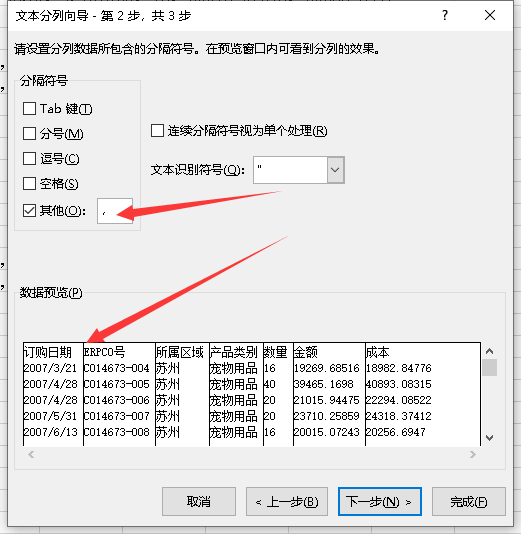 文本分列向导 - 第 2 步，共 3 步
请设置分列数据所包含的分隔符号。在预览窗口内可看到分列的效果。
分隔符号
Tab 键(T)
分号(M)
逗号(C)
空格(S)
其他(O)： ，
连续分隔符号视为单个处理(R)
文本识别符号(Q)： "
数据预览(P)
订购日期 ERPCO号 所属区域 产品类别 数量 金额 成本
2007/3/21 C014673-004 苏州 宠物用品 16 19269.68516 18982.84776
2007/4/28 C014673-005 苏州 宠物用品 40 39465.1698 40893.08315
2007/4/28 C014673-006 苏州 宠物用品 20 21015.94475 22294.08522
2007/5/31 C014673-007 苏州 宠物用品 20 23710.25859 24318.37412
2007/6/13 C014673-008 苏州 宠物用品 16 20015.07243 20256.6947
取消 < 上一步(B) 下一步(N) > 完成(F)